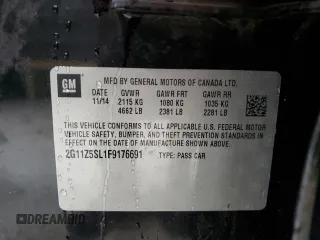 GM
MFD BY GENERAL MOTORS OF CANADA LTD.
DATE GVWR GAWR FRT GAWR RR
11/14 2115 KG 1080 KG 1035 KG
4662 LB 2381 LB 2281 LB
THIS VEHICLE CONFORMS TO ALL APPLICABLE U.S. FEDERAL MOTOR
VEHICLE SAFETY, BUMPER, AND THEFT PREVENTION STANDARDS
IN EFFECT ON THE DATE OF MANUFACTURE SHOWN ABOVE.
2G11Z5SL1F9176691 TYPE: PASS CAR
AUTOBIDMASTER